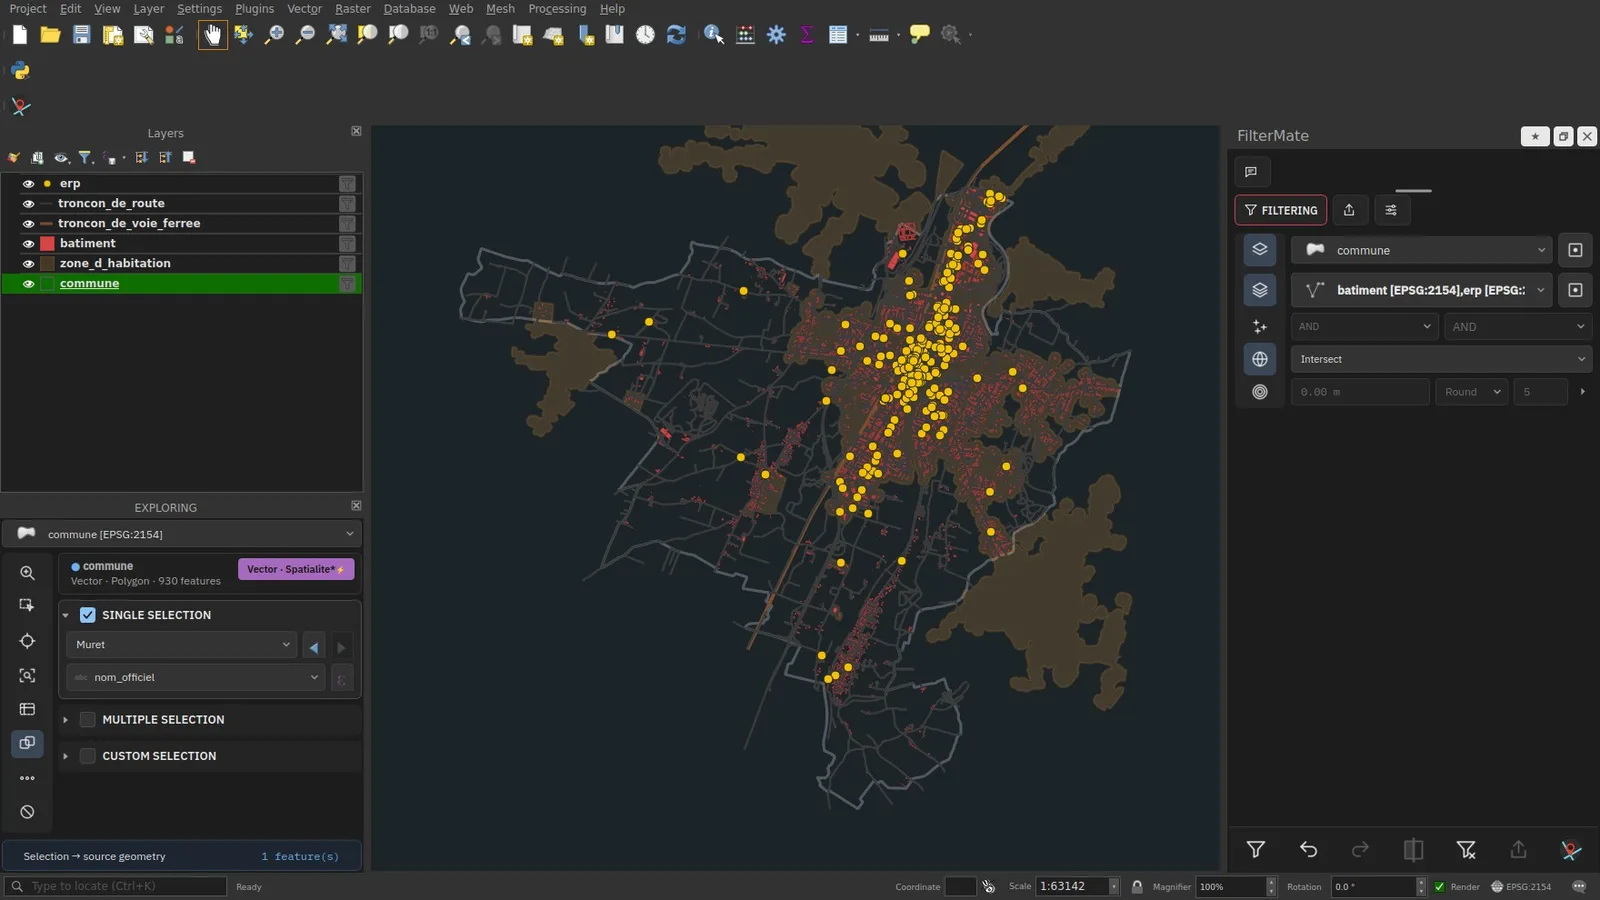 Project Edit View Layer Settings Plugins Vector Raster Database Web Mesh Processing Help
Layers
erp
troncon_de_route
troncon_de_voie_ferree
batiment
zone_d_habitation
commune
EXPLORING
commune [EPSG:2154]
commune
Vector · Polygon · 930 features
Vector · Spatialite*⚡
SINGLE SELECTION
Muret
abc nom_officiel
MULTIPLE SELECTION
CUSTOM SELECTION
Selection → source geometry 1 feature(s)
FilterMate
FILTERING
commune
batiment [EPSG:2154],erp [EPSG:
AND AND
Intersect
0.00 m Round 5
Type to locate (Ctrl+K) Ready Coordinate Scale 1:63142 Magnifier 100% Rotation 0.0 ° Render EPSG:2154